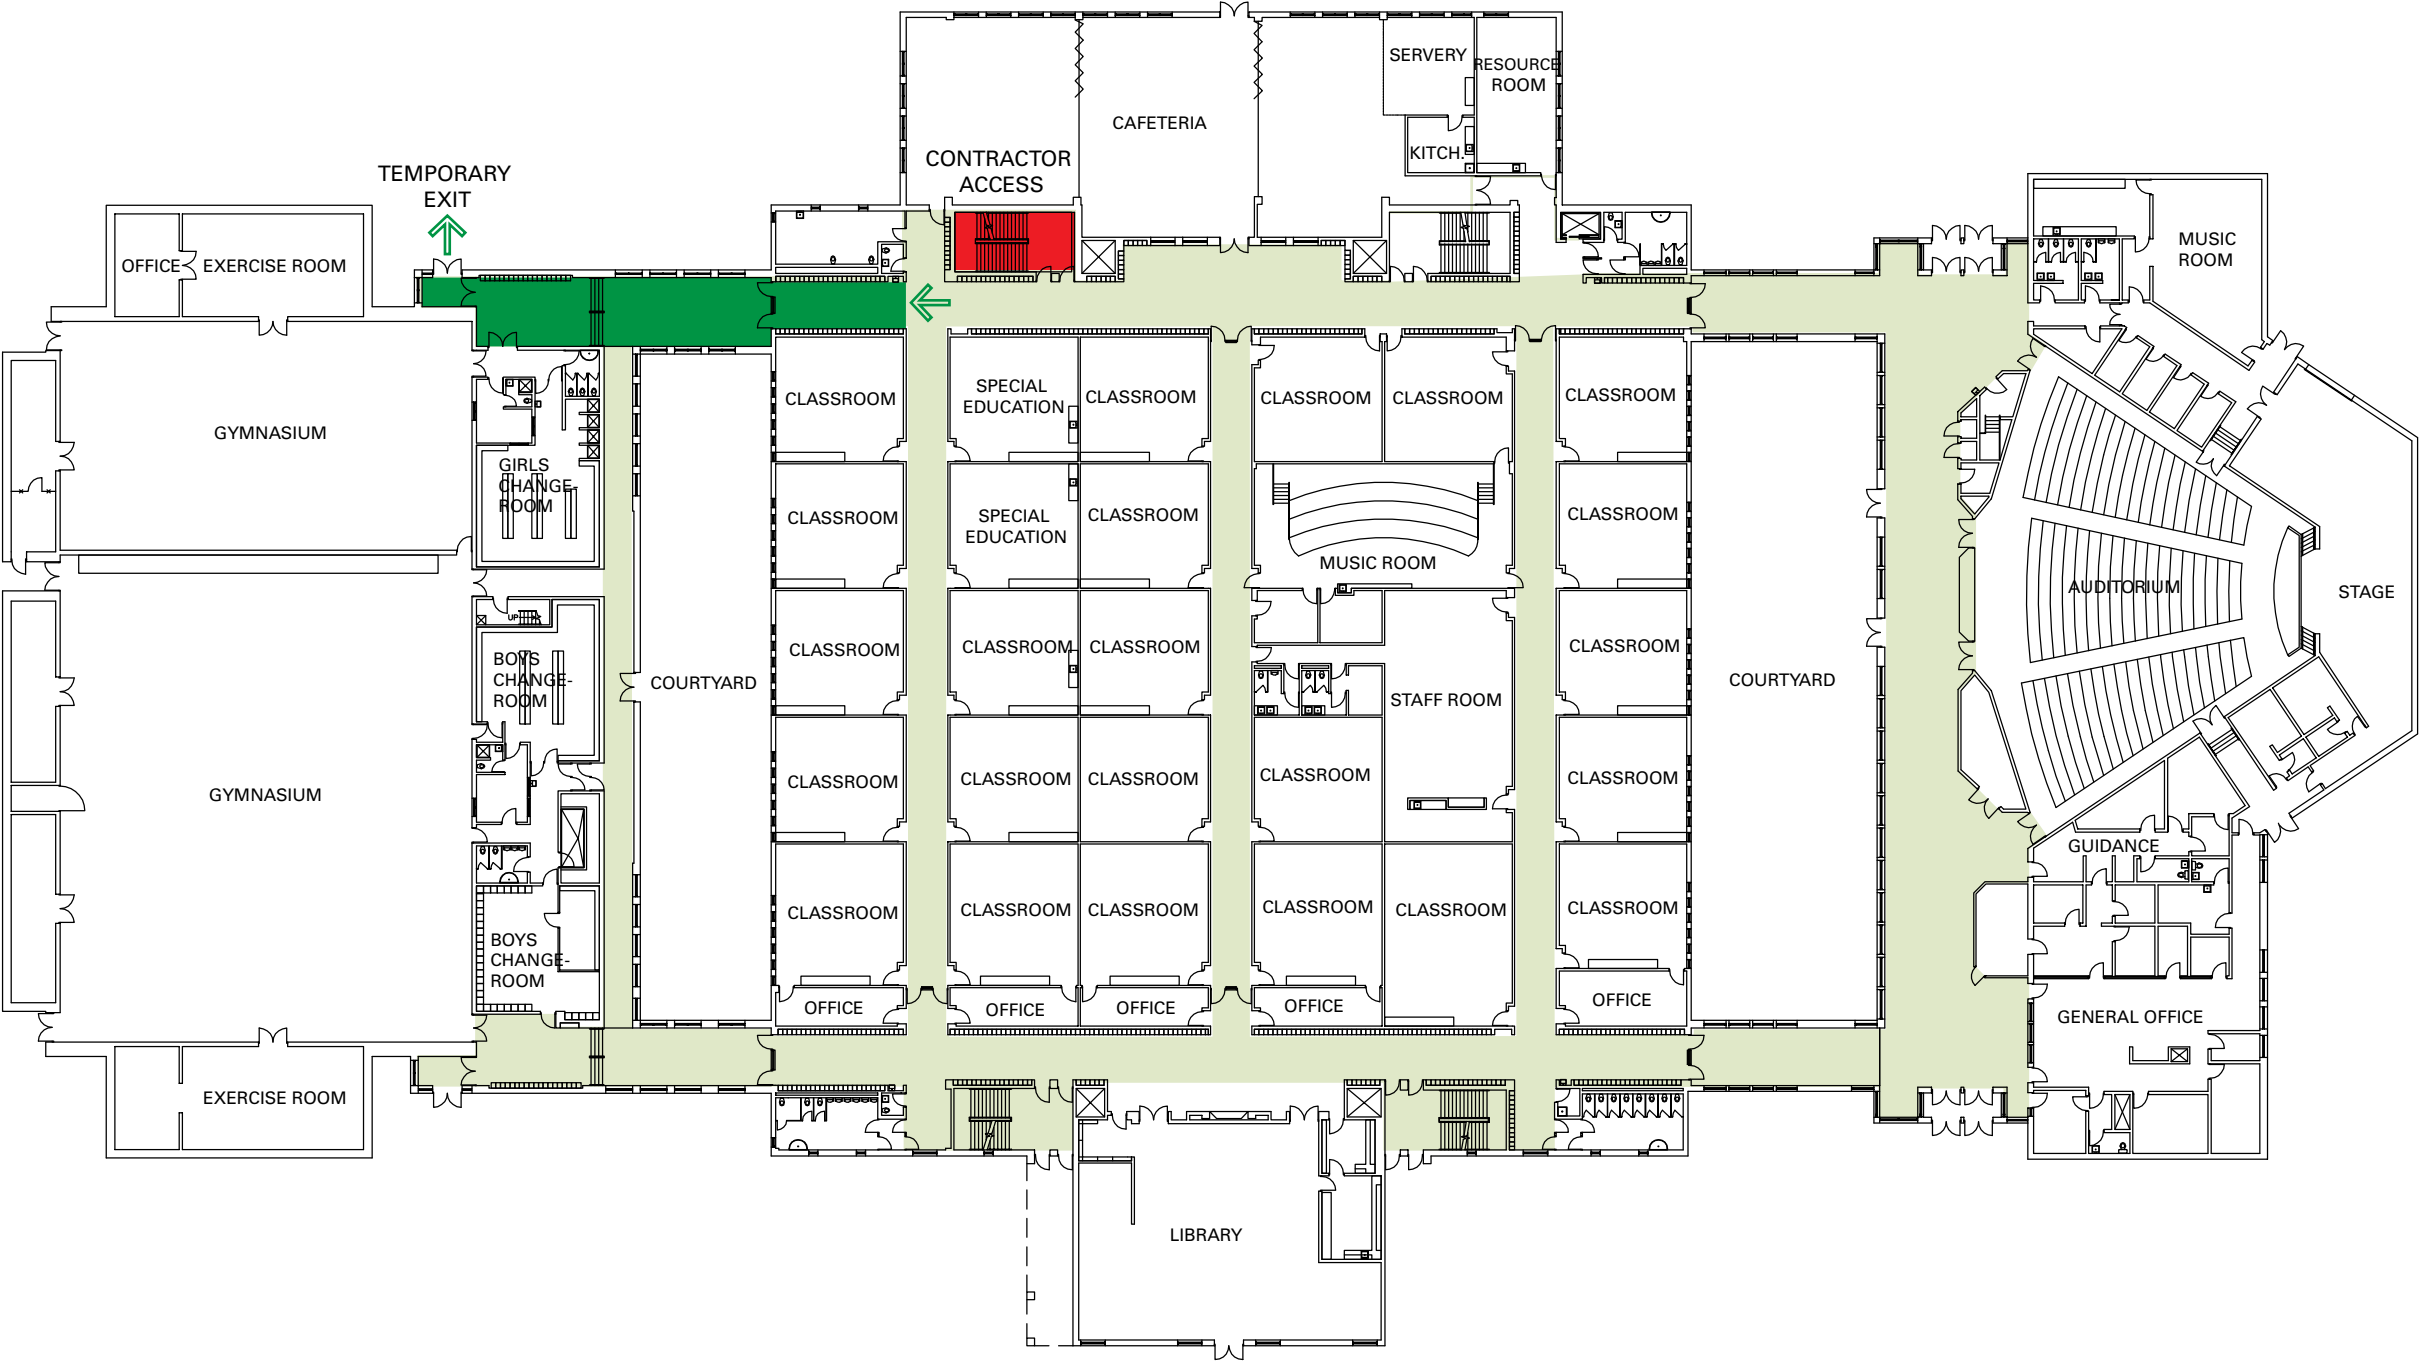 SERVERY
RESOURCE
ROOM
CAFETERIA
KITCH.
CONTRACTOR
ACCESS
TEMPORARY
EXIT
OFFICE
EXERCISE ROOM
MUSIC
ROOM
GYMNASIUM
GIRLS
CHANGE-
ROOM
CLASSROOM
SPECIAL
EDUCATION
CLASSROOM
CLASSROOM
CLASSROOM
CLASSROOM
CLASSROOM
SPECIAL
EDUCATION
CLASSROOM
MUSIC ROOM
CLASSROOM
AUDITORIUM
STAGE
UP
BOYS
CHANGE-
ROOM
COURTYARD
CLASSROOM
CLASSROOM
CLASSROOM
STAFF ROOM
CLASSROOM
COURTYARD
GYMNASIUM
CLASSROOM
CLASSROOM
CLASSROOM
CLASSROOM
CLASSROOM
GUIDANCE
BOYS
CHANGE-
ROOM
CLASSROOM
CLASSROOM
CLASSROOM
CLASSROOM
CLASSROOM
CLASSROOM
OFFICE
OFFICE
OFFICE
OFFICE
OFFICE
GENERAL OFFICE
EXERCISE ROOM
LIBRARY